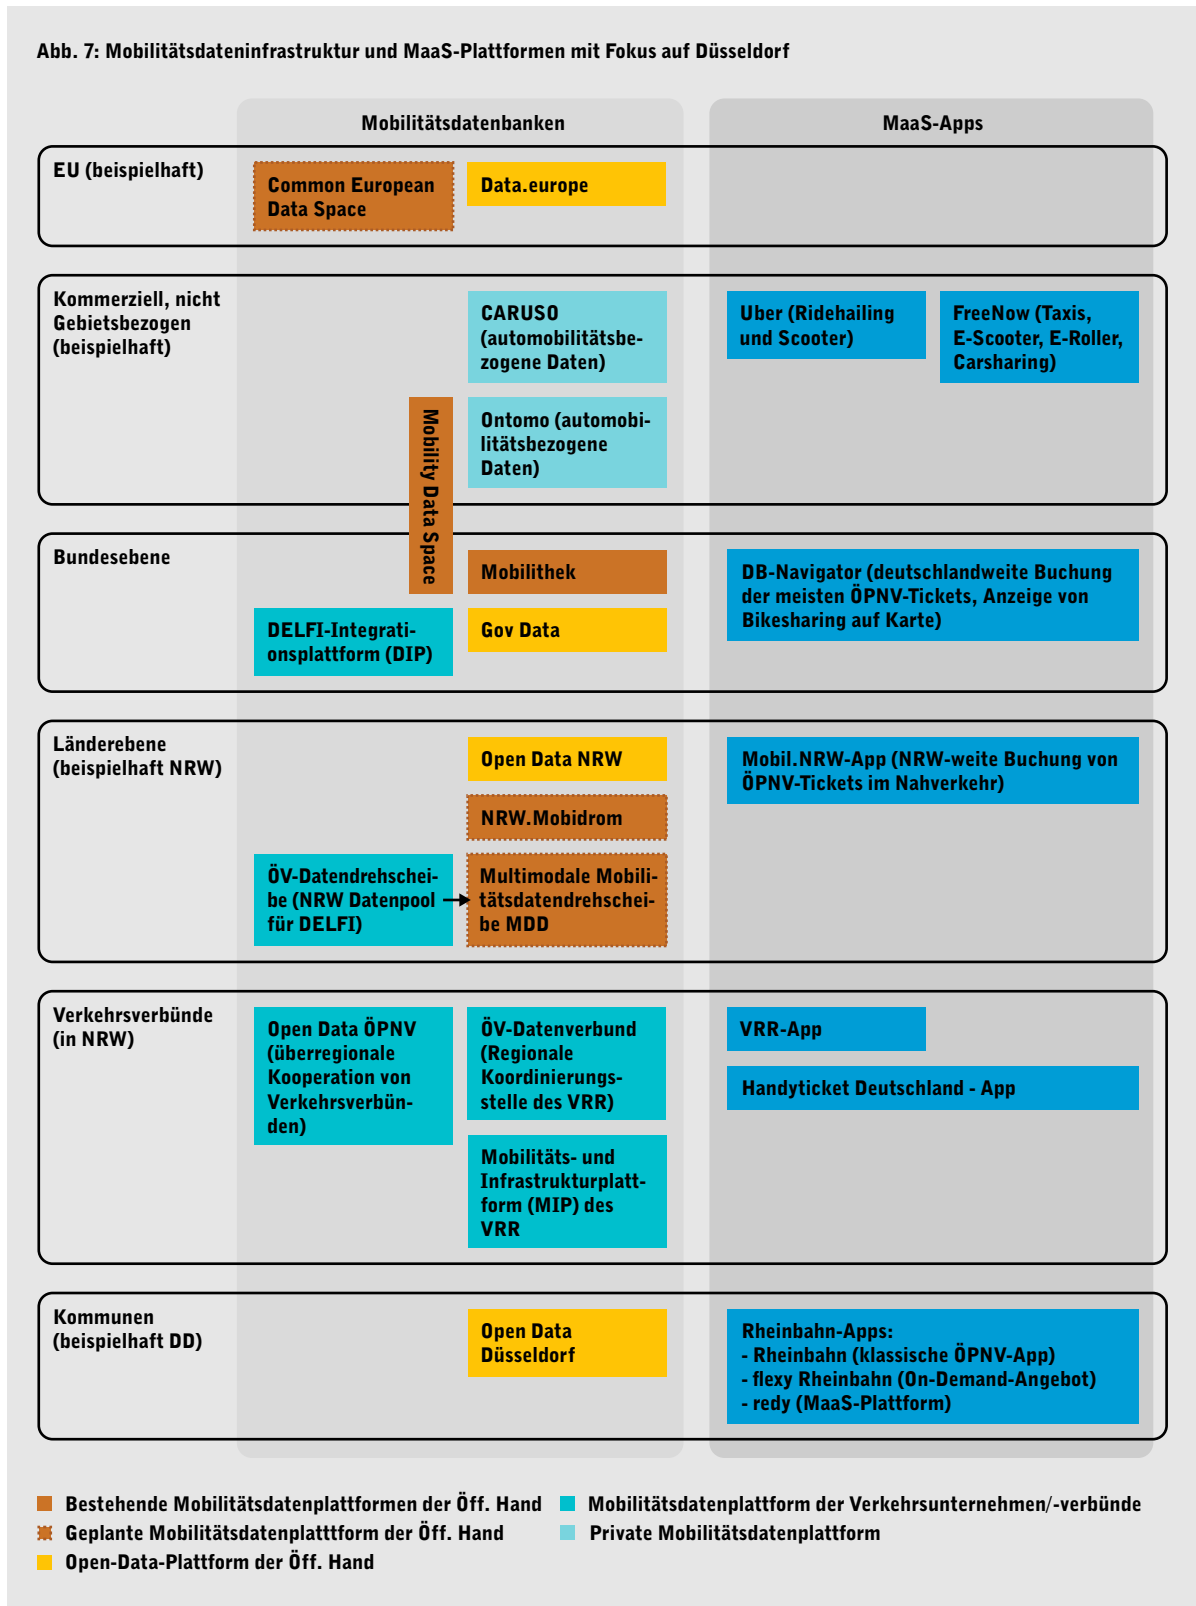 Abb. 7: Mobilitätsdateninfrastruktur und MaaS-Plattformen mit Fokus auf Düsseldorf
Mobilitätsdatenbanken
MaaS-Apps
EU (beispielhaft)
Common European
Data Space
Data.europe
Kommerziell, nicht
Gebietsbezogen
(beispielhaft)
CARUSO
(automobilitätsbe-
zogene Daten)
Ontomo (automobi-
litätsbezogene
Daten)
Uber (Ridehailing
und Scooter)
FreeNow (Taxis,
E-Scooter, E-Roller,
Carsharing)
Mobility Data Space
Bundesebene
Mobilithek
DELFI-Integrati-
onsplattform (DIP)
Gov Data
DB-Navigator (deutschlandweite Buchung
der meisten ÖPNV-Tickets, Anzeige von
Bikesharing auf Karte)
Länderebene
(beispielhaft NRW)
Open Data NRW
NRW.Mobidrom
ÖV-Datendrehschei-
be (NRW Datenpool
für DELFI)
Multimodale Mobili-
tätsdatendrehschei-
be MDD
Mobil.NRW-App (NRW-weite Buchung von
ÖPNV-Tickets im Nahverkehr)
Verkehrsverbünde
(in NRW)
Open Data ÖPNV
(überregionale
Kooperation von
Verkehrsverbün-
den)
ÖV-Datenverbund
(Regionale
Koordinierungs-
stelle des VRR)
Mobilitäts- und
Infrastrukturplatt-
form (MIP) des
VRR
VRR-App
Handyticket Deutschland - App
Kommunen
(beispielhaft DD)
Open Data
Düsseldorf
Rheinbahn-Apps:
- Rheinbahn (klassische ÖPNV-App)
- flexy Rheinbahn (On-Demand-Angebot)
- redy (MaaS-Plattform)
Bestehende Mobilitätsdatenplattformen der Öff. Hand
Geplante Mobilitätsdatenplatttform der Öff. Hand
Open-Data-Plattform der Öff. Hand
Mobilitätsdatenplattform der Verkehrsunternehmen/-verbünde
Private Mobilitätsdatenplattform